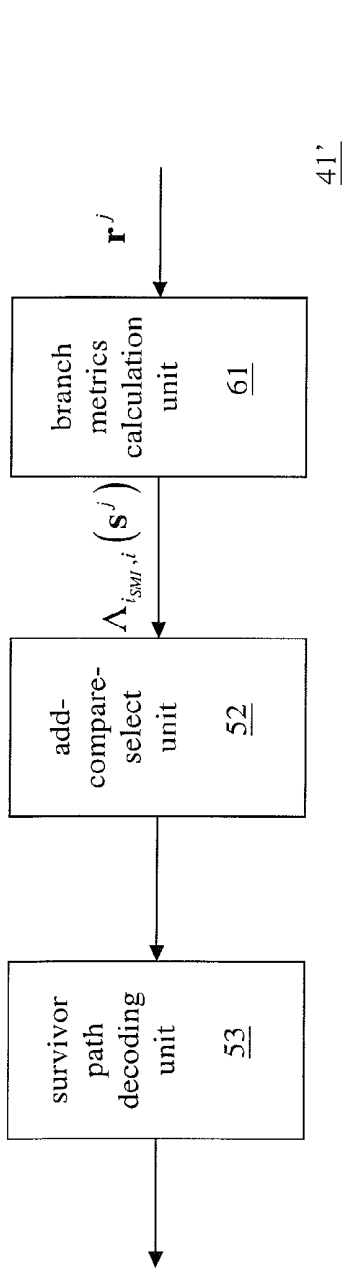 r^j
branch
metrics
calculation
unit
61
Λ_{i_{SMI},i}(s^j)
add-
compare-
select
unit
52
survivor
path
decoding
unit
53
41’